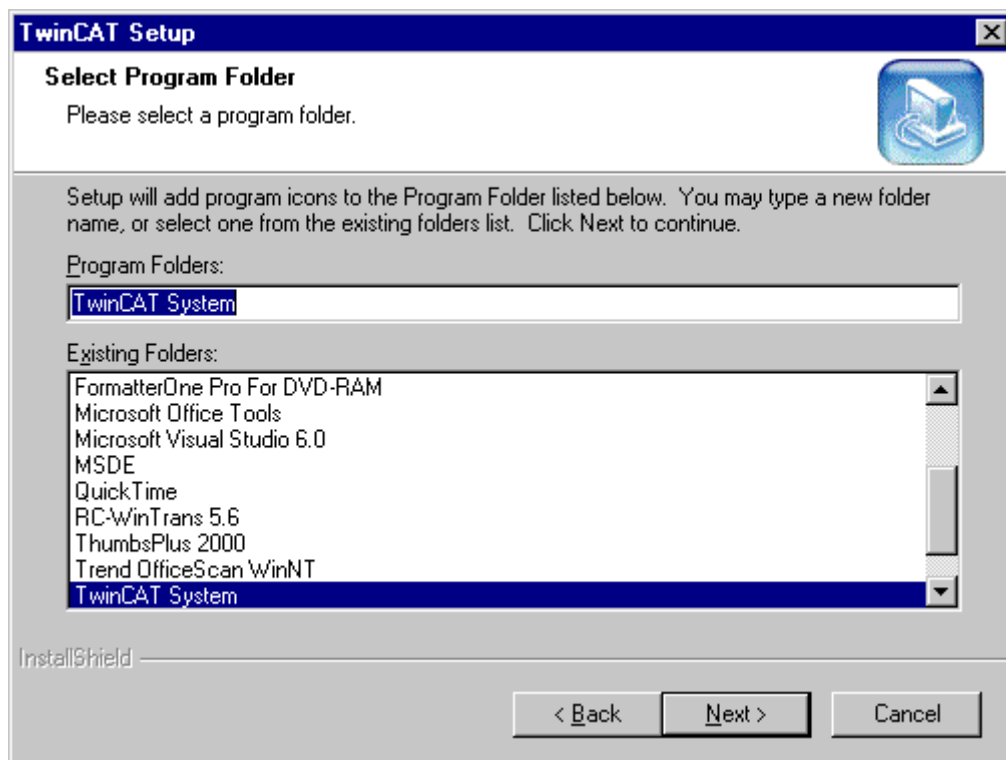 TwinCAT Setup
Select Program Folder
Please select a program folder.
Setup will add program icons to the Program Folder listed below.  You may type a new folder
name, or select one from the existing folders list.  Click Next to continue.
Program Folders:
TwinCAT System
Existing Folders:
FormatterOne Pro For DVD-RAM
Microsoft Office Tools
Microsoft Visual Studio 6.0
MSDE
QuickTime
RC-WinTrans 5.6
ThumbsPlus 2000
Trend OfficeScan WinNT
TwinCAT System
InstallShield
< Back
Next >
Cancel